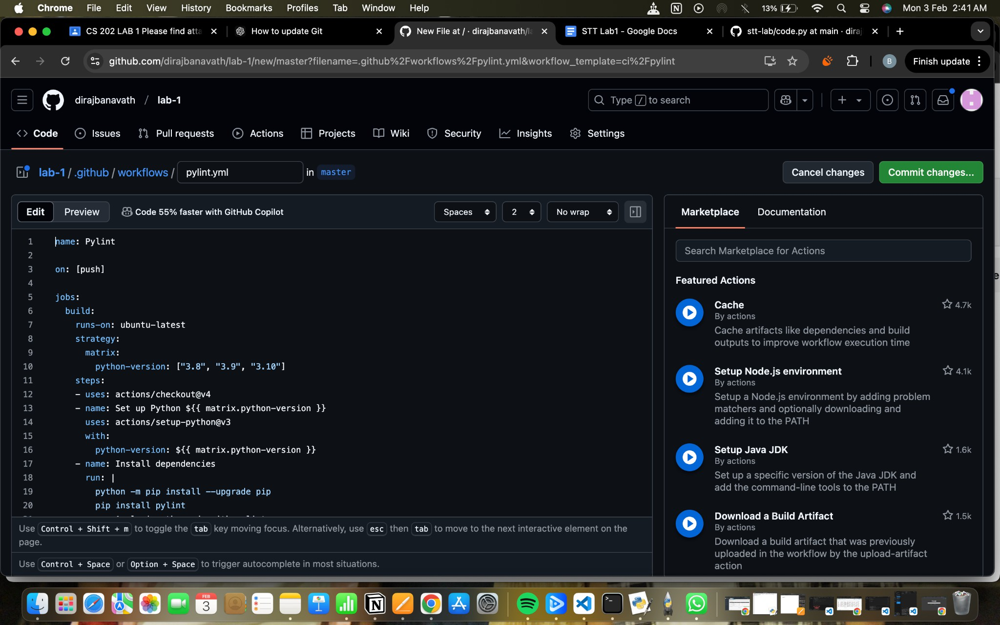 Chrome File Edit View History Bookmarks Profiles Tab Window Help
N
13%
Mon 3 Feb 2:41 AM
CS 202 LAB 1 Please find atta
How to update Git
New File at / · dirajbanavath/la
STT Lab1 - Google Docs
stt-lab/code.py at main · diraj
github.com/dirajbanavath/lab-1/new/master?filename=.github%2Fworkflows%2Fpylint.yml&workflow_template=ci%2Fpylint
B
Finish update
dirajbanavath / lab-1
Type / to search
Code
Issues
Pull requests
Actions
Projects
Wiki
Security
Insights
Settings
lab-1 / .github / workflows / pylint.yml in master
Cancel changes
Commit changes...
Edit
Preview
Code 55% faster with GitHub Copilot
Spaces
2
No wrap
1 name: Pylint
2
3 on: [push]
4
5 jobs:
6 build:
7 runs-on: ubuntu-latest
8 strategy:
9 matrix:
10 python-version: ["3.8", "3.9", "3.10"]
11 steps:
12 - uses: actions/checkout@v4
13 - name: Set up Python ${{ matrix.python-version }}
14 uses: actions/setup-python@v3
15 with:
16 python-version: ${{ matrix.python-version }}
17 - name: Install dependencies
18 run: |
19 python -m pip install --upgrade pip
20 pip install pylint
Use Control + Shift + m to toggle the tab key moving focus. Alternatively, use esc then tab to move to the next interactive element on the
page.
Use Control + Space or Option + Space to trigger autocomplete in most situations.
Marketplace
Documentation
Search Marketplace for Actions
Featured Actions
Cache
4.7k
By actions
Cache artifacts like dependencies and build
outputs to improve workflow execution time
Setup Node.js environment
4.1k
By actions
Setup a Node.js environment by adding problem
matchers and optionally downloading and
adding it to the PATH
Setup Java JDK
1.6k
By actions
Set up a specific version of the Java JDK and
add the command-line tools to the PATH
Download a Build Artifact
1.5k
By actions
Download a build artifact that was previously
uploaded in the workflow by the upload-artifact
action
FEB
3
N